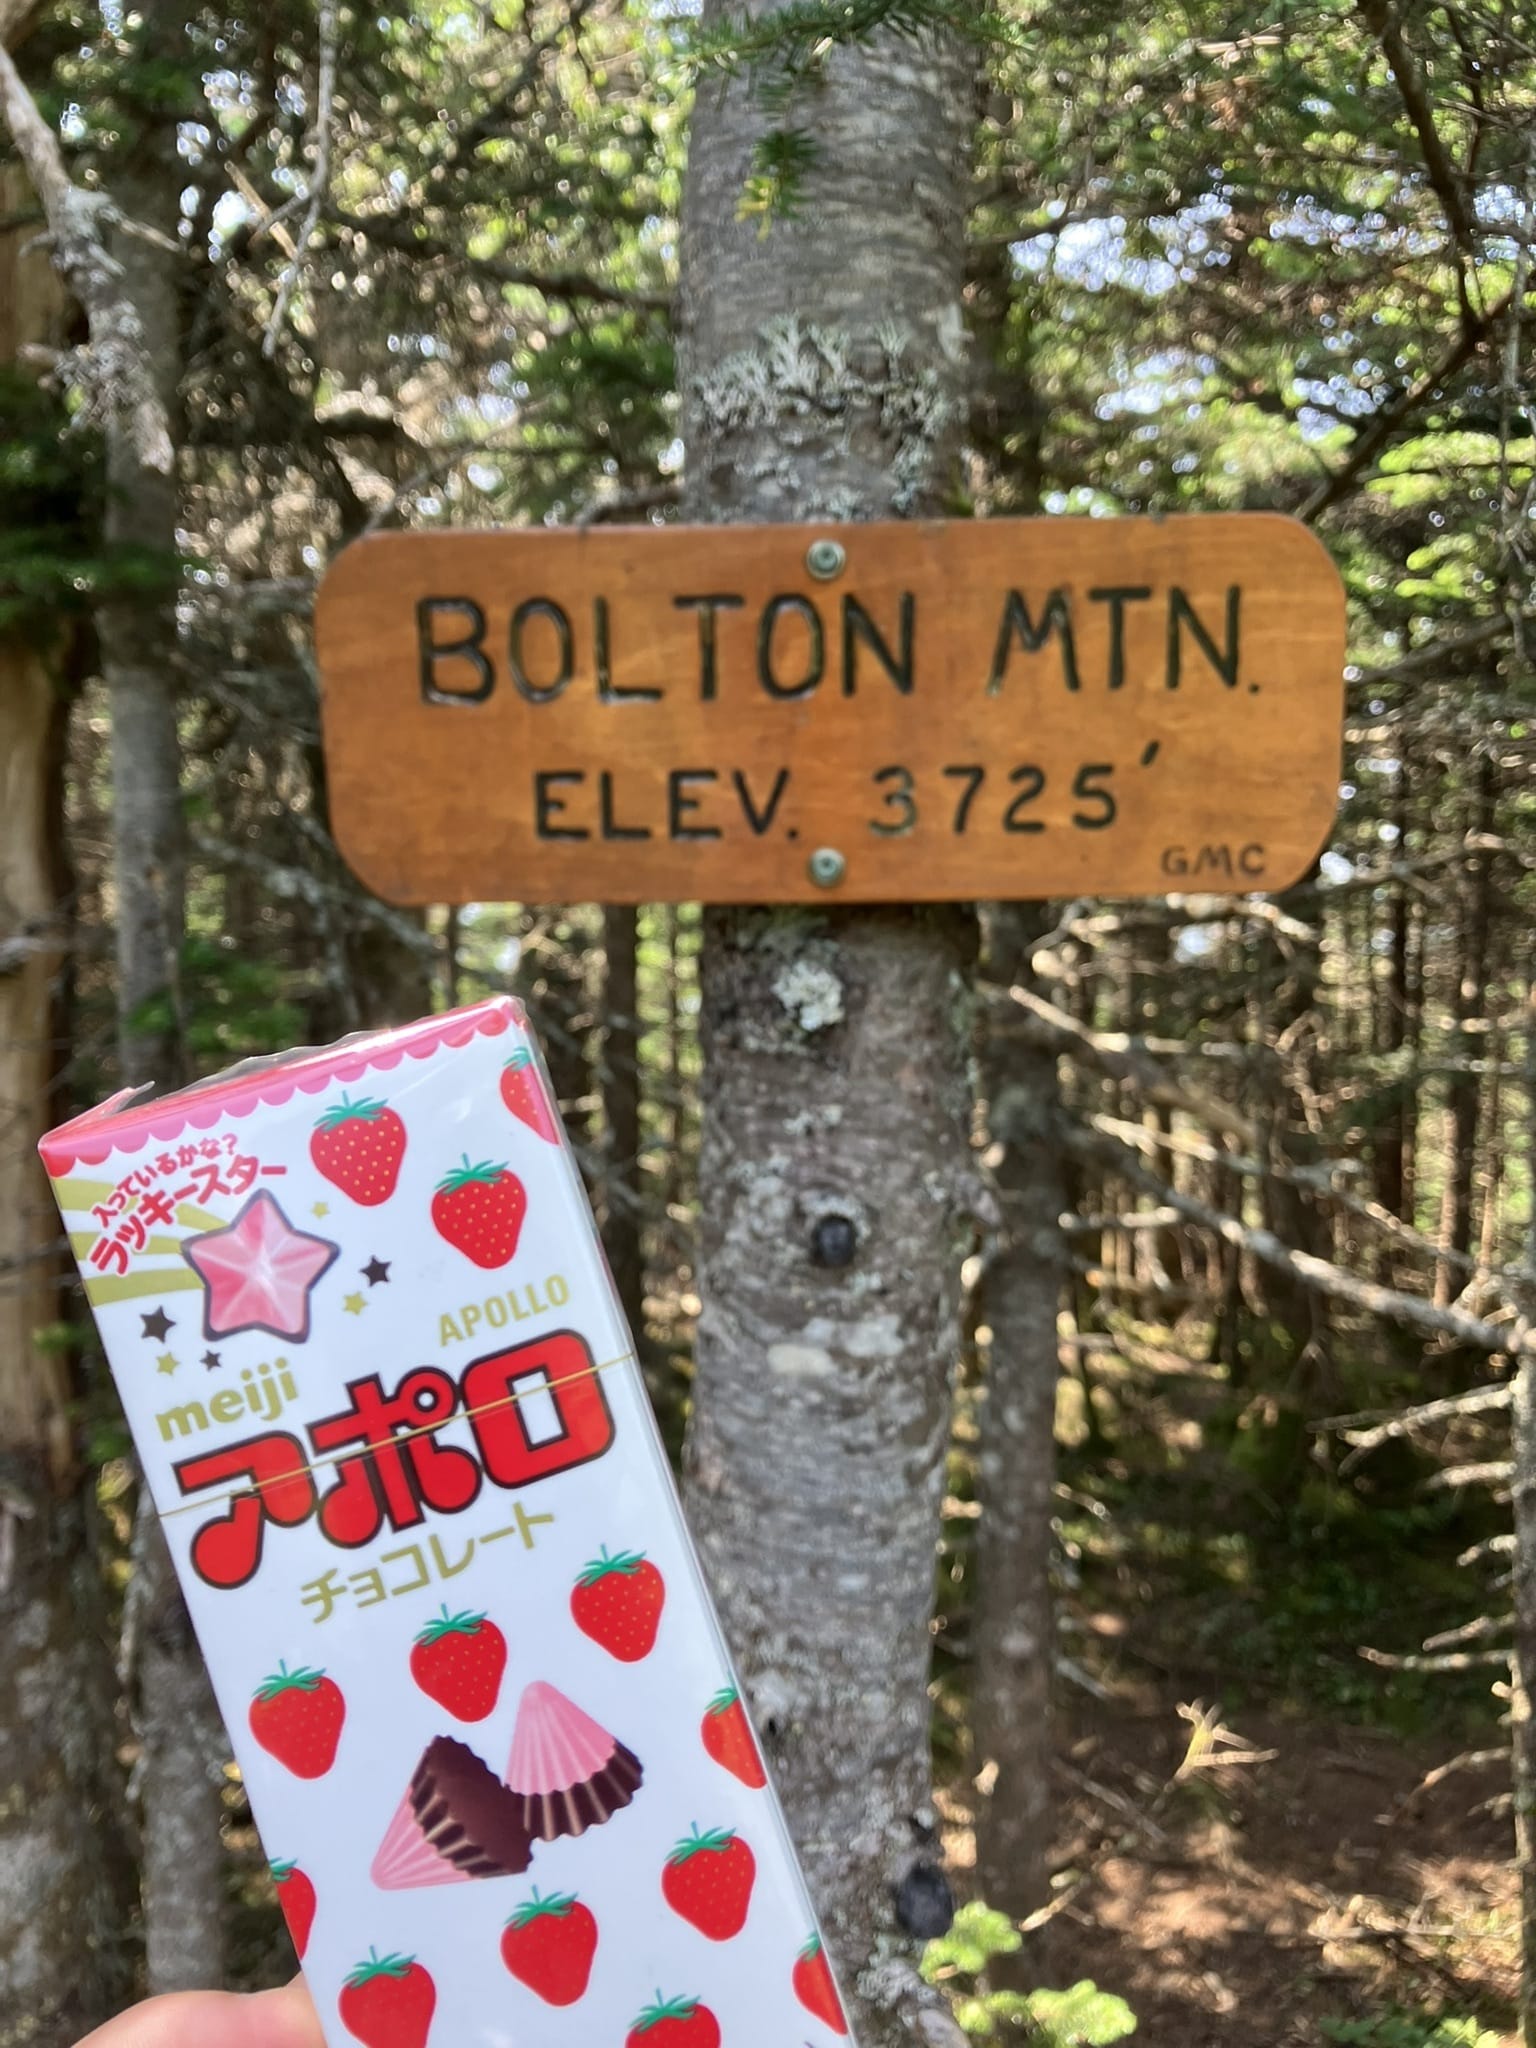 BOLTON MTN.
ELEV. 3725'
GMC
入っているかな?
ラッキースター
APOLLO
meiji
アポロ
チョコレート